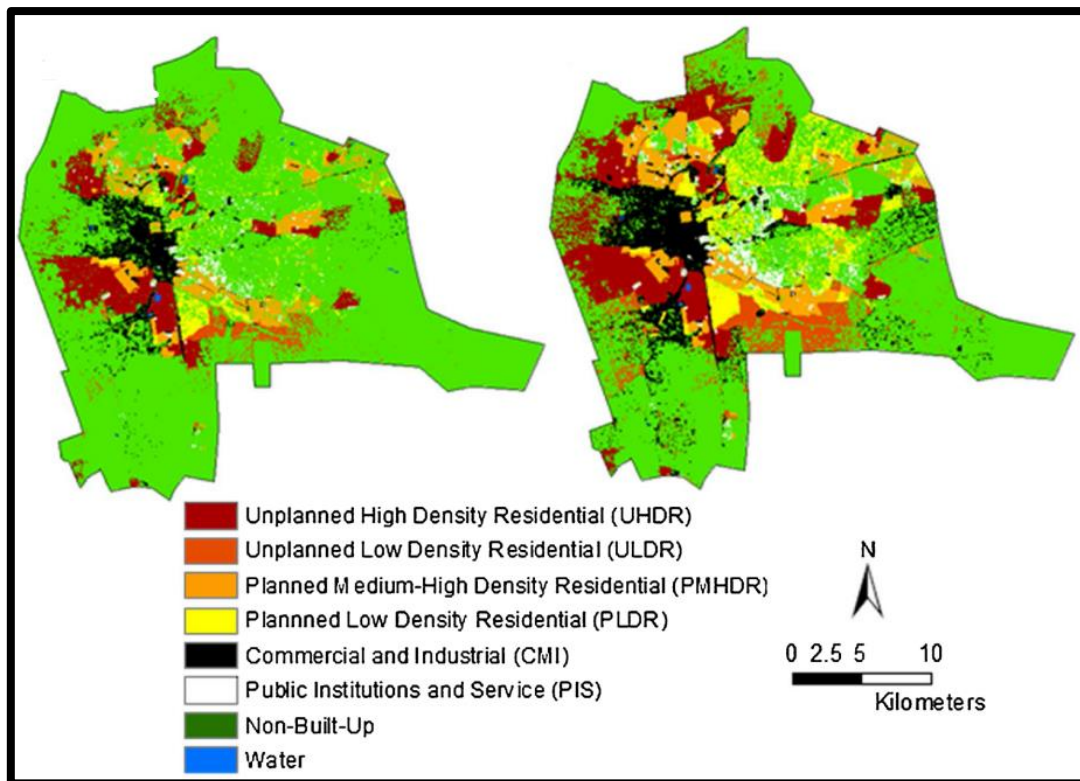 Unplanned High Density Residential (UHDR)
Unplanned Low Density Residential (ULDR)
Planned Medium-High Density Residential (PMHDR)
Plannned Low Density Residential (PLDR)
Commercial and Industrial (CMI)
Public Institutions and Service (PIS)
Non-Built-Up
Water
N
0 2.5 5 10
Kilometers